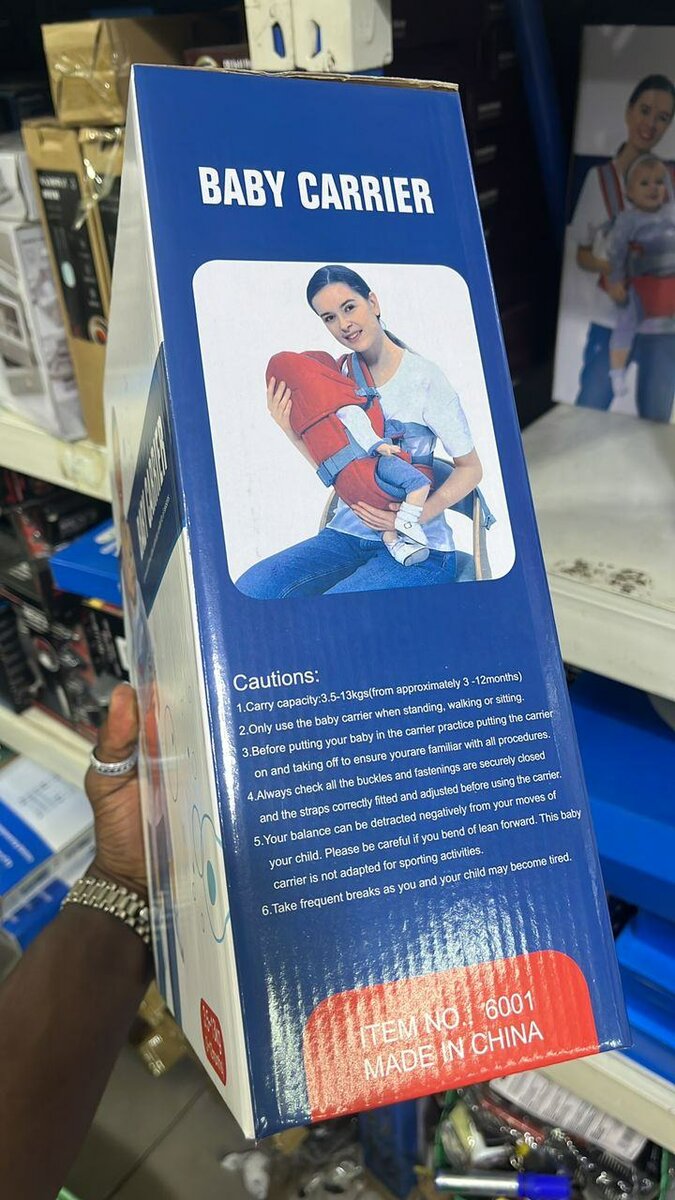 BABY CARRIER
Cautions:
1.Carry capacity:3.5-13kgs(from approximately 3 -12months)
2.Only use the baby carrier when standing, walking or sitting.
3.Before putting your baby in the carrier practice putting the carrier
on and taking off to ensure yourare familiar with all procedures.
4.Always check all the buckles and fastenings are securely closed
and the straps correctly fitted and adjusted before using the carrier.
5.Your balance can be detracted negatively from your moves of
your child. Please be careful if you bend of lean forward. This baby
carrier is not adapted for sporting activities.
6.Take frequent breaks as you and your child may become tired.
ITEM NO.: 6001
MADE IN CHINA